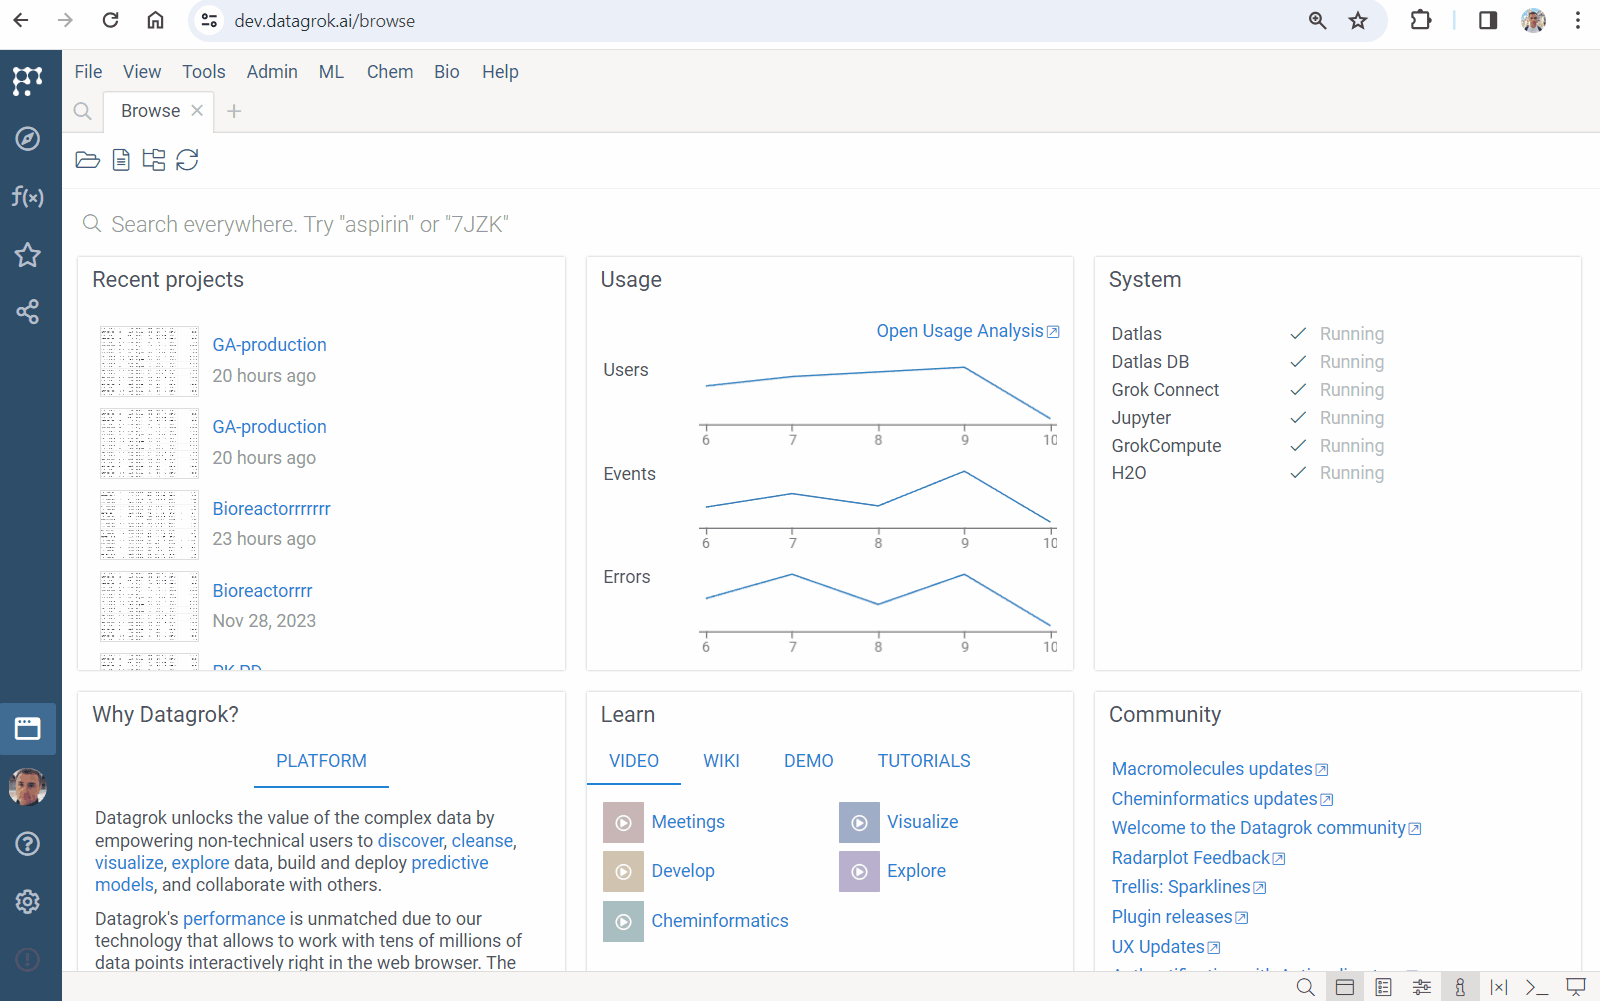 dev.datagrok.ai/browse
File View Tools Admin ML Chem Bio Help
Browse
f(x)
Search everywhere. Try "aspirin" or "7JZK"
Recent projects
GA-production
20 hours ago
GA-production
20 hours ago
Bioreactorrrrrrr
23 hours ago
Bioreactorrrr
Nov 28, 2023
Usage
Open Usage Analysis
Users
6 7 8 9 10
Events
6 7 8 9 10
Errors
6 7 8 9 10
System
Datlas Running
Datlas DB Running
Grok Connect Running
Jupyter Running
GrokCompute Running
H2O Running
Why Datagrok?
PLATFORM
Datagrok unlocks the value of the complex data by
empowering non-technical users to discover, cleanse,
visualize, explore data, build and deploy predictive
models, and collaborate with others.
Datagrok's performance is unmatched due to our
technology that allows to work with tens of millions of
data points interactively right in the web browser. The
Learn
VIDEO WIKI DEMO TUTORIALS
Meetings Visualize
Develop Explore
Cheminformatics
Community
Macromolecules updates
Cheminformatics updates
Welcome to the Datagrok community
Radarplot Feedback
Trellis: Sparklines
Plugin releases
UX Updates